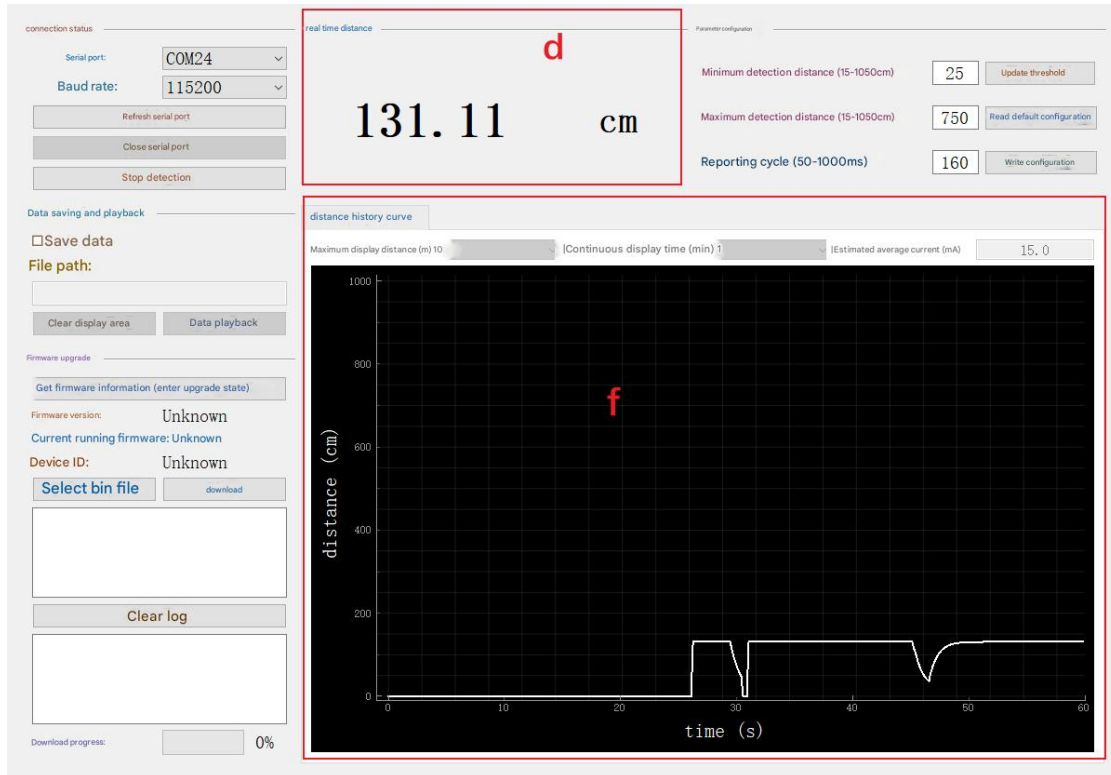 connection status
Serial port: COM24
Baud rate: 115200
Refresh serial port
Close serial port
Stop detection
Data saving and playback
Save data
File path:
Clear display area
Data playback
Firmware upgrade
Get firmware information (enter upgrade state)
Firmware version: Unknown
Current running firmware: Unknown
Device ID: Unknown
Select bin file
download
Clear log
Download progress: 0%
real time distance
d
131.11 cm
Parameter configuration
Minimum detection distance (15-1050cm) 25 Update threshold
Maximum detection distance (15-1050cm) 750 Read default configuration
Reporting cycle (50-1000ms) 160 Write configuration
distance history curve
Maximum display distance (m) 10 |Continuous display time (min) 1 |Estimated average current (mA) 15.0
f
distance (cm)
1000
800
600
400
200
0
0 10 20 30 40 50 60
time (s)